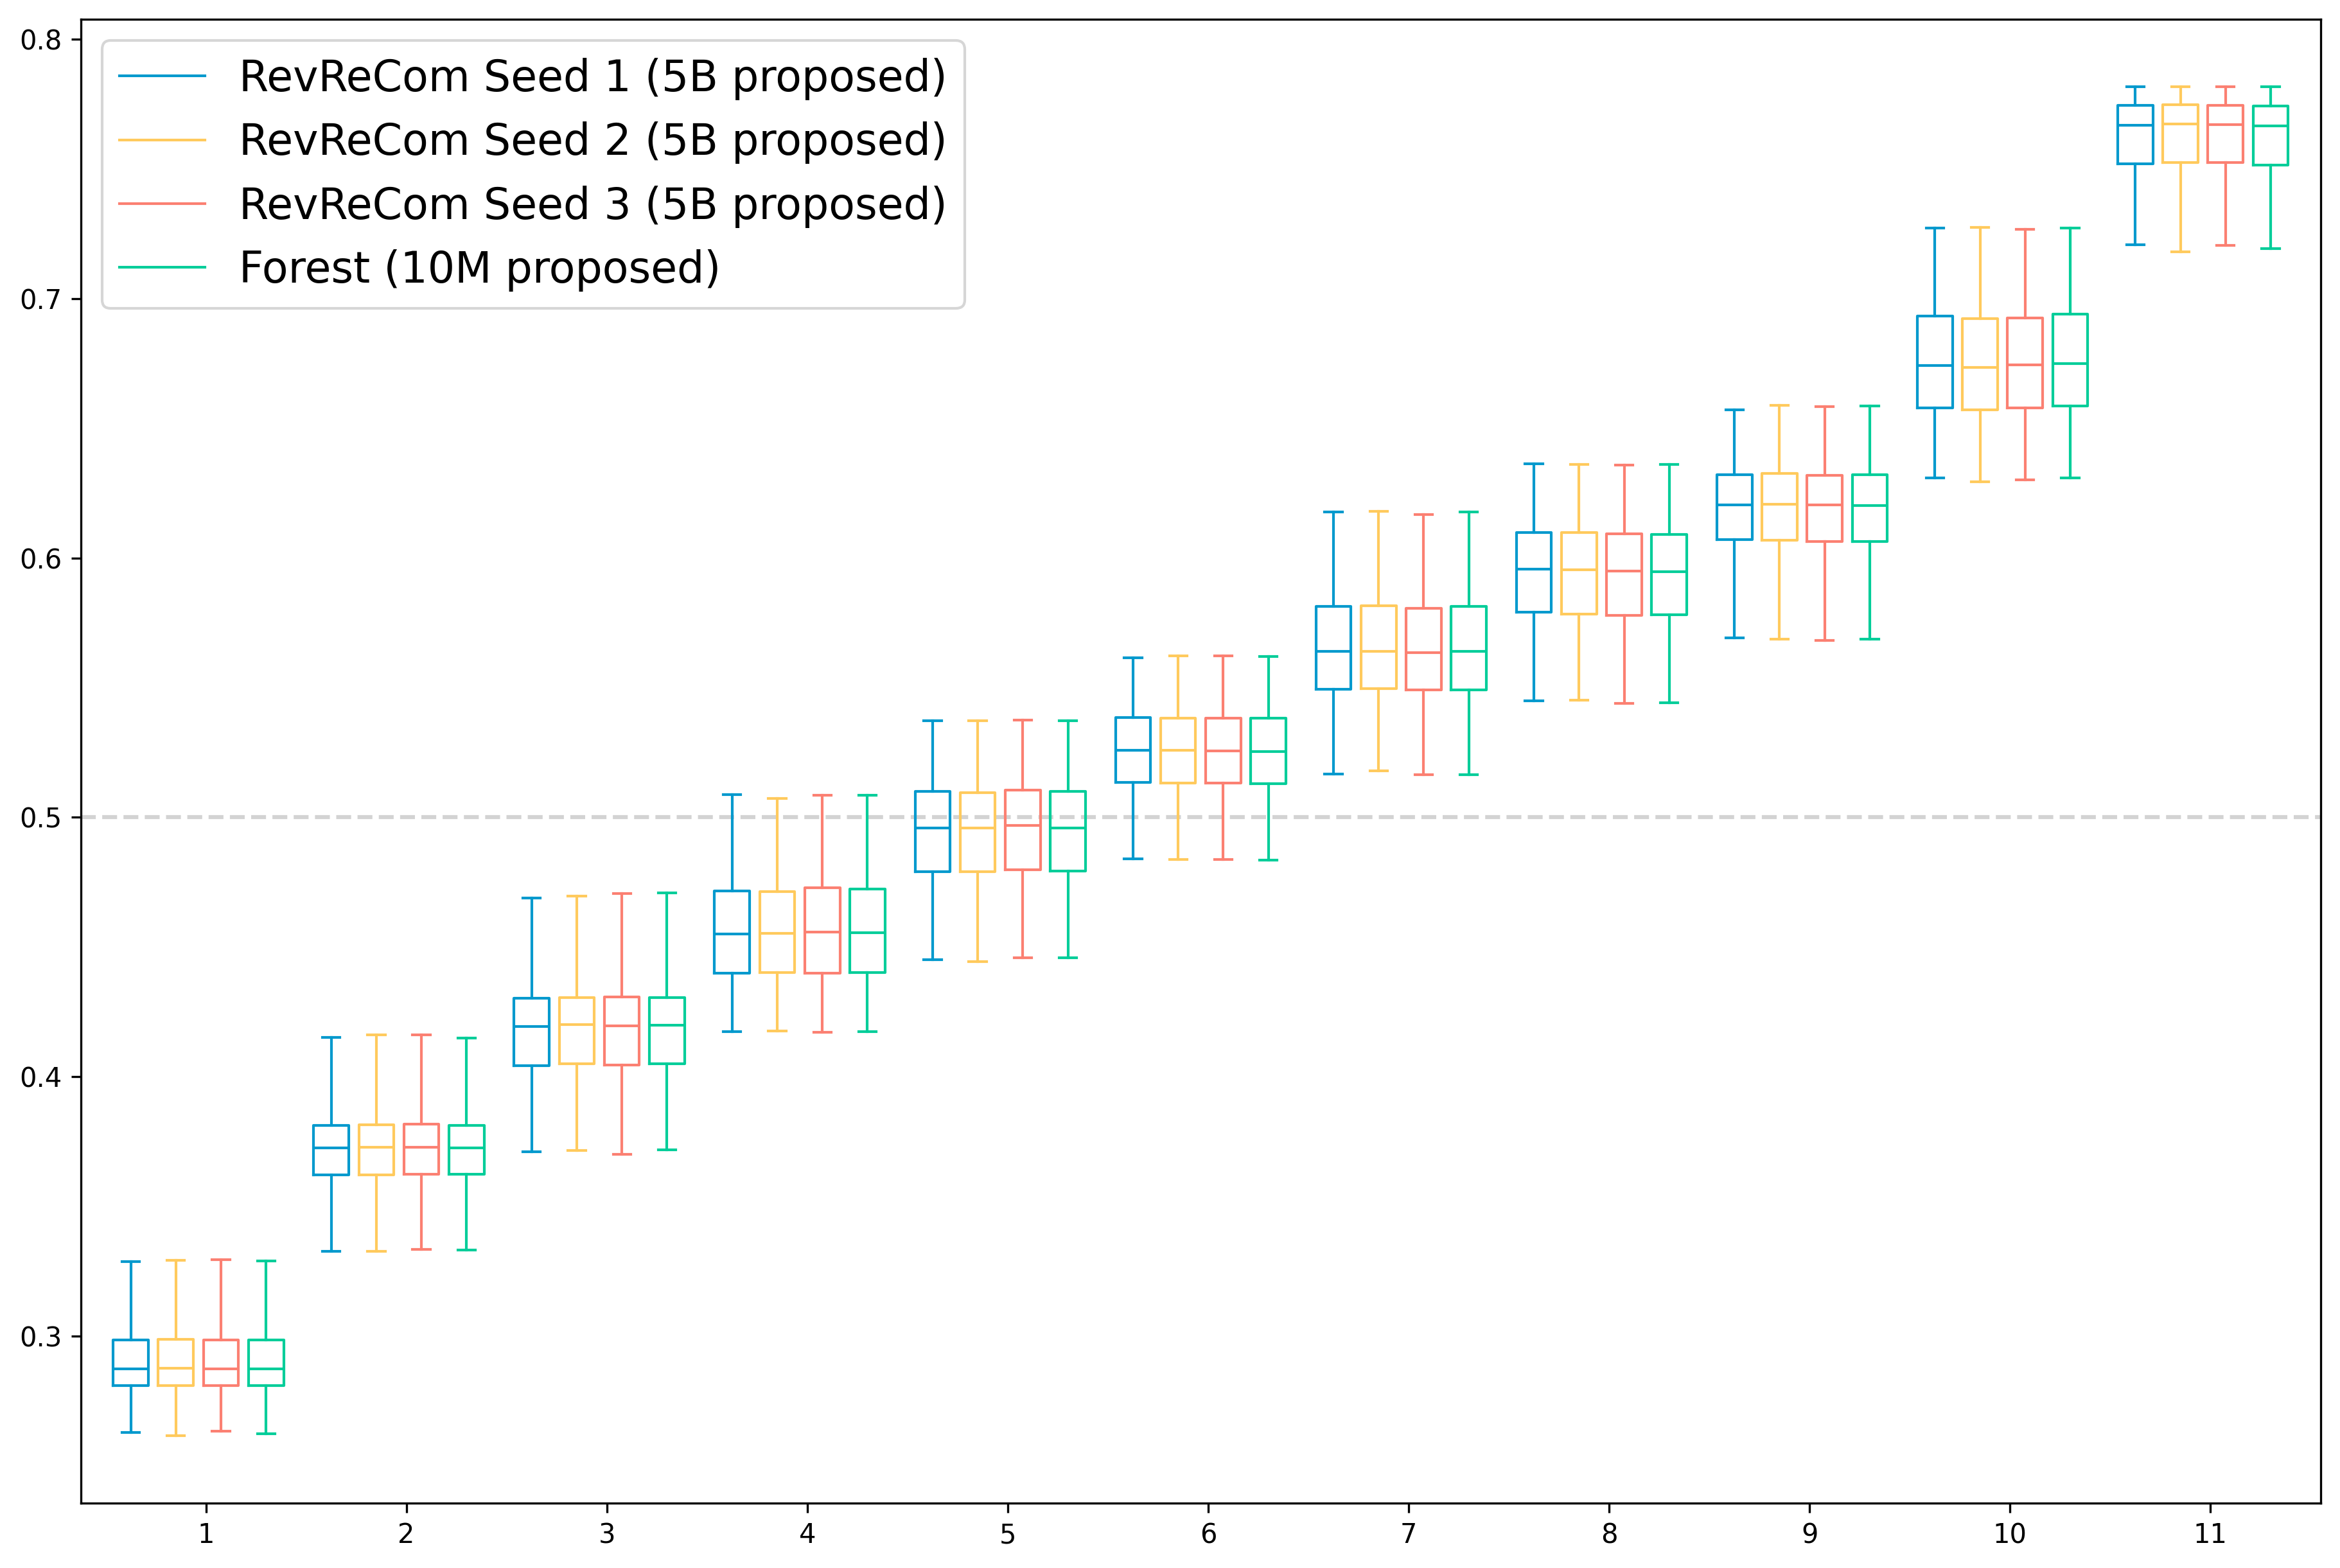 RevReCom Seed 1 (5B proposed)
RevReCom Seed 2 (5B proposed)
RevReCom Seed 3 (5B proposed)
Forest (10M proposed)
0.8
0.7
0.6
0.5
0.4
0.3
1 2 3 4 5 6 7 8 9 10 11